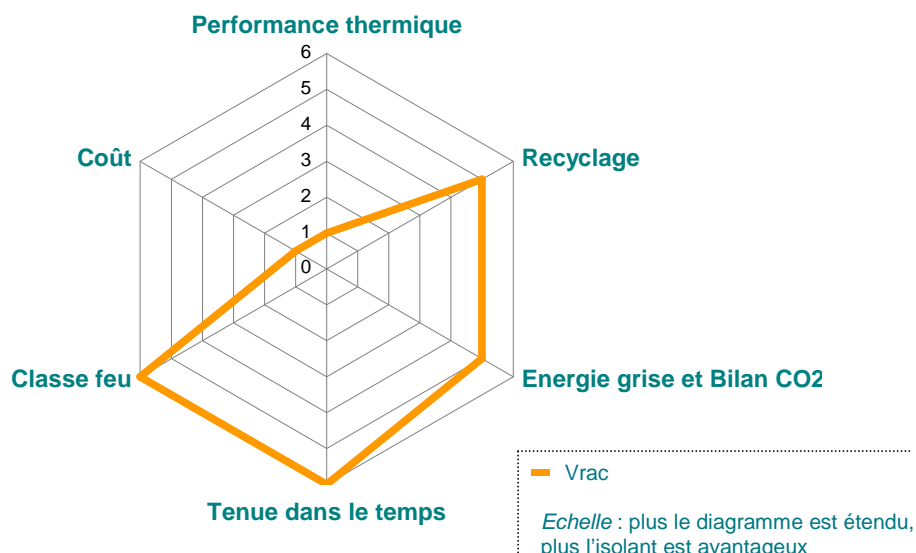 Performance thermique
6
5
4
3
2
1
0
Coût
Recyclage
Classe feu
Energie grise et Bilan CO2
Tenue dans le temps
Vrac
Echelle : plus le diagramme est étendu,
plus l'isolant est avantageux